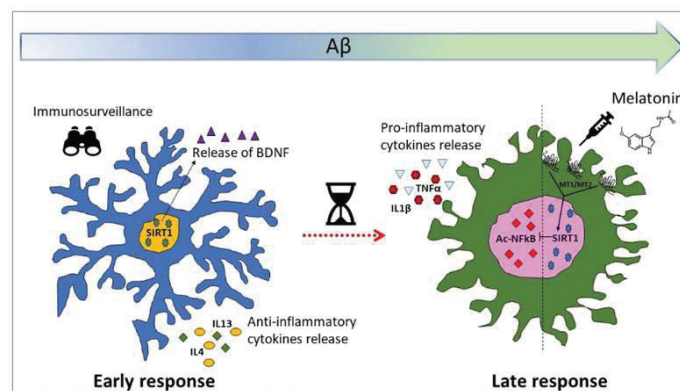 Aβ
Immunosurveillance
Release of BDNF
SIRT1
IL13
IL4
Anti-inflammatory
cytokines release
Early response
Pro-inflammatory
cytokines release
TNFα
IL1β
Melatonin
MT1/MT2
Ac-NFkB
SIRT1
Late response